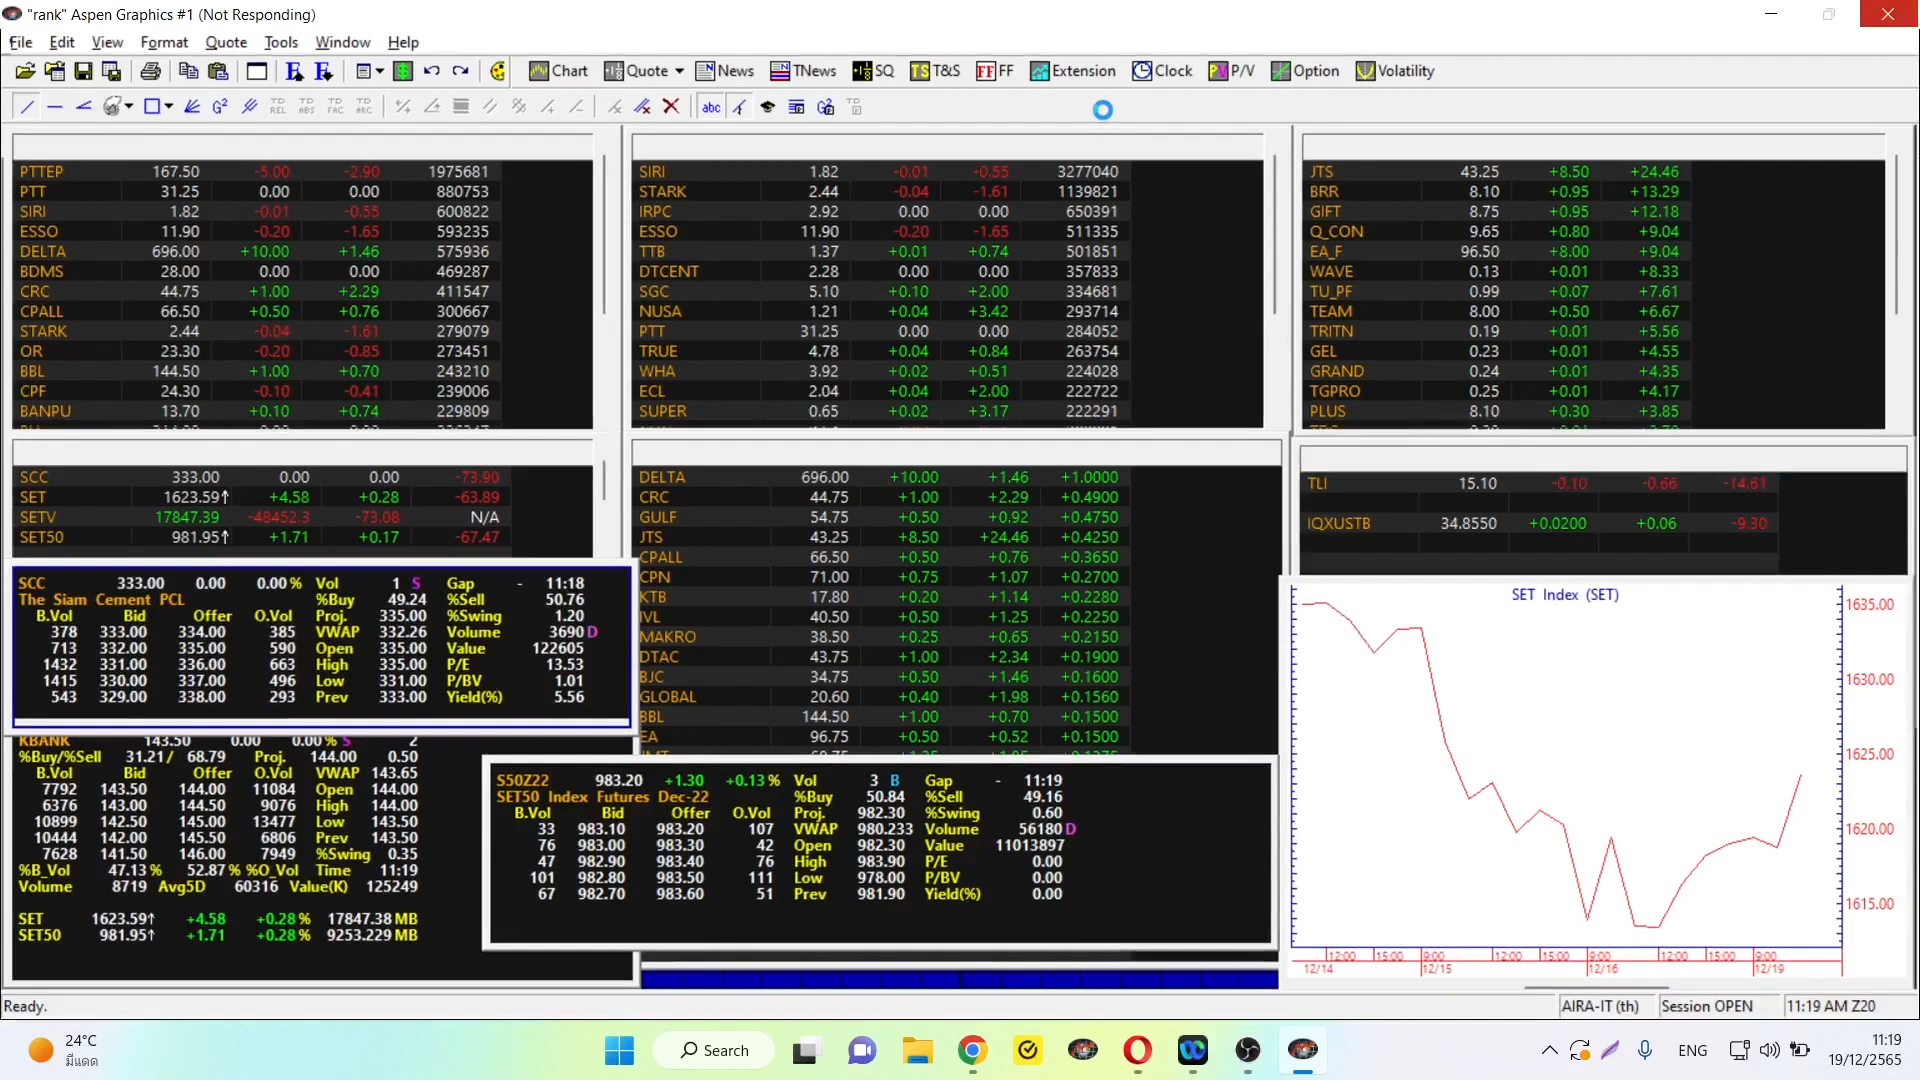 "rank" Aspen Graphics #1 (Not Responding)
File Edit View Format Quote Tools Window Help
Chart Quote News TNews SQ T&S FF Extension Clock P/V Option Volatility
PTTEP 167.50 -5.00 -2.90 1975681
PTT 31.25 0.00 0.00 880753
SIRI 1.82 -0.01 -0.55 600822
ESSO 11.90 -0.20 -1.65 593235
DELTA 696.00 +10.00 +1.46 575936
BDMS 28.00 0.00 0.00 469287
CRC 44.75 +1.00 +2.29 411547
CPALL 66.50 +0.50 +0.76 300667
STARK 2.44 -0.04 -1.61 279079
OR 23.30 -0.20 -0.85 273451
BBL 144.50 +1.00 +0.70 243210
CPF 24.30 -0.10 -0.41 239006
BANPU 13.70 +0.10 +0.74 229809
SIRI 1.82 -0.01 -0.55 3277040
STARK 2.44 -0.04 -1.61 1139821
IRPC 2.92 0.00 0.00 650391
ESSO 11.90 -0.20 -1.65 511335
TTB 1.37 +0.01 +0.74 501851
DTCENT 2.28 0.00 0.00 357833
SGC 5.10 +0.10 +2.00 334681
NUSA 1.21 +0.04 +3.42 293714
PTT 31.25 0.00 0.00 284052
TRUE 4.78 +0.04 +0.84 263754
WHA 3.92 +0.02 +0.51 224028
ECL 2.04 +0.04 +2.00 222722
SUPER 0.65 +0.02 +3.17 222291
JTS 43.25 +8.50 +24.46
BRR 8.10 +0.95 +13.29
GIFT 8.75 +0.95 +12.18
Q_CON 9.65 +0.80 +9.04
EA_F 96.50 +8.00 +9.04
WAVE 0.13 +0.01 +8.33
TU_PF 0.99 +0.07 +7.61
TEAM 8.00 +0.50 +6.67
TRITN 0.19 +0.01 +5.56
GEL 0.23 +0.01 +4.55
GRAND 0.24 +0.01 +4.35
TGPRO 0.25 +0.01 +4.17
PLUS 8.10 +0.30 +3.85
SCC 333.00 0.00 0.00 -73.90
SET 1623.59↑ +4.58 +0.28 -63.89
SETV 17847.39 -48452.3 -73.08 N/A
SET50 981.95↑ +1.71 +0.17 -67.47
DELTA 696.00 +10.00 +1.46 +1.0000
CRC 44.75 +1.00 +2.29 +0.4900
GULF 54.75 +0.50 +0.92 +0.4750
JTS 43.25 +8.50 +24.46 +0.4250
CPALL 66.50 +0.50 +0.76 +0.3650
CPN 71.00 +0.75 +1.07 +0.2700
KTB 17.80 +0.20 +1.14 +0.2280
IVL 40.50 +0.50 +1.25 +0.2250
MAKRO 38.50 +0.25 +0.65 +0.2150
DTAC 43.75 +1.00 +2.34 +0.1900
BJC 34.75 +0.50 +1.46 +0.1600
GLOBAL 20.60 +0.40 +1.98 +0.1560
BBL 144.50 +1.00 +0.70 +0.1500
EA 96.75 +0.50 +0.52 +0.1500
TLI 15.10 -0.10 -0.66 -14.61
IQXUSTB 34.8550 +0.0200 +0.06 -9.30
SCC 333.00 0.00 0.00 % Vol 1 S Gap - 11:18
The Siam Cement PCL %Buy 49.24 %Sell 50.76
B.Vol Bid Offer O.Vol Proj. 335.00 %Swing 1.20
378 333.00 334.00 385 VWAP 332.26 Volume 3690 D
713 332.00 335.00 590 Open 335.00 Value 122605
1432 331.00 336.00 663 High 335.00 P/E 13.53
1415 330.00 337.00 496 Low 331.00 P/BV 1.01
543 329.00 338.00 293 Prev 333.00 Yield(%) 5.56
KBANK 143.50 0.00 0.00 % S 2
%Buy/%Sell 31.21/ 68.79 Proj. 144.00 0.50
B.Vol Bid Offer O.Vol VWAP 143.65
7792 143.50 144.00 11084 Open 144.00
6376 143.00 144.50 9076 High 144.00
10899 142.50 145.00 13477 Low 143.50
10444 142.00 145.50 6806 Prev 143.50
7628 141.50 146.00 7949 %Swing 0.35
%B_Vol 47.13 % 52.87 % %O_Vol Time 11:19
Volume 8719 Avg5D 60316 Value(K) 125249
SET 1623.59↑ +4.58 +0.28 % 17847.38 MB
SET50 981.95↑ +1.71 +0.28 % 9253.229 MB
S50Z22 983.20 +1.30 +0.13 % Vol 3 B Gap - 11:19
SET50 Index Futures Dec-22 %Buy 50.84 %Sell 49.16
B.Vol Bid Offer O.Vol Proj. 982.30 %Swing 0.60
33 983.10 983.20 107 VWAP 980.233 Volume 56180 D
76 983.00 983.30 42 Open 982.30 Value 11013897
47 982.90 983.40 76 High 983.90 P/E 0.00
101 982.80 983.50 111 Low 978.00 P/BV 0.00
67 982.70 983.60 51 Prev 981.90 Yield(%) 0.00
SET Index (SET)
1635.00
1630.00
1625.00
1620.00
1615.00
12:00 15:00 9:00 12:00 15:00 9:00 12:00 15:00 9:00
12/14 12/15 12/16 12/19
Ready. AIRA-IT (th) Session OPEN 11:19 AM Z20
24°C
มีแดด
Search
ENG
11:19
19/12/2565